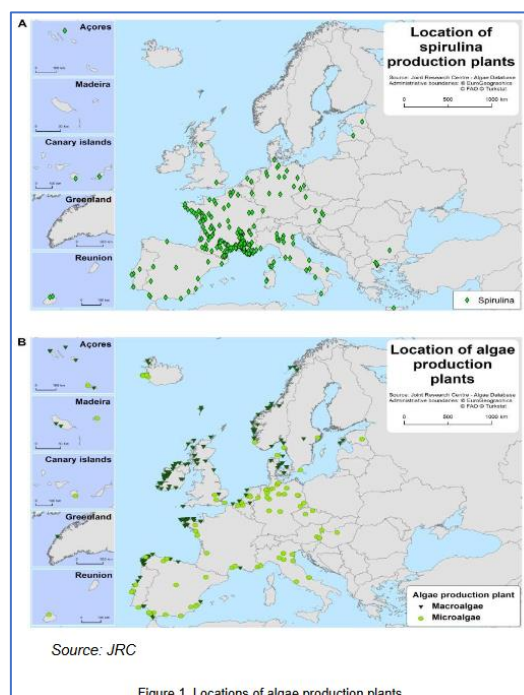 A
Açores
Location of
spirulina
production plants
Source: Joint Research Centre - Algae Database
Administrative boundaries: © EuroGeographics
© FAO © Turkstat
0 500 1000 km
Madeira
Canary islands
Greenland
Reunion
Spirulina
B
Açores
Location of algae
production
plants
Source: Joint Research Centre - Algae Database
Administrative boundaries: © EuroGeographics
© FAO © Turkstat
0 500 1000 km
Madeira
Canary islands
Greenland
Reunion
Algae production plant
Macroalgae
Microalgae
Source: JRC
Figure 1. Locations of algae production plants